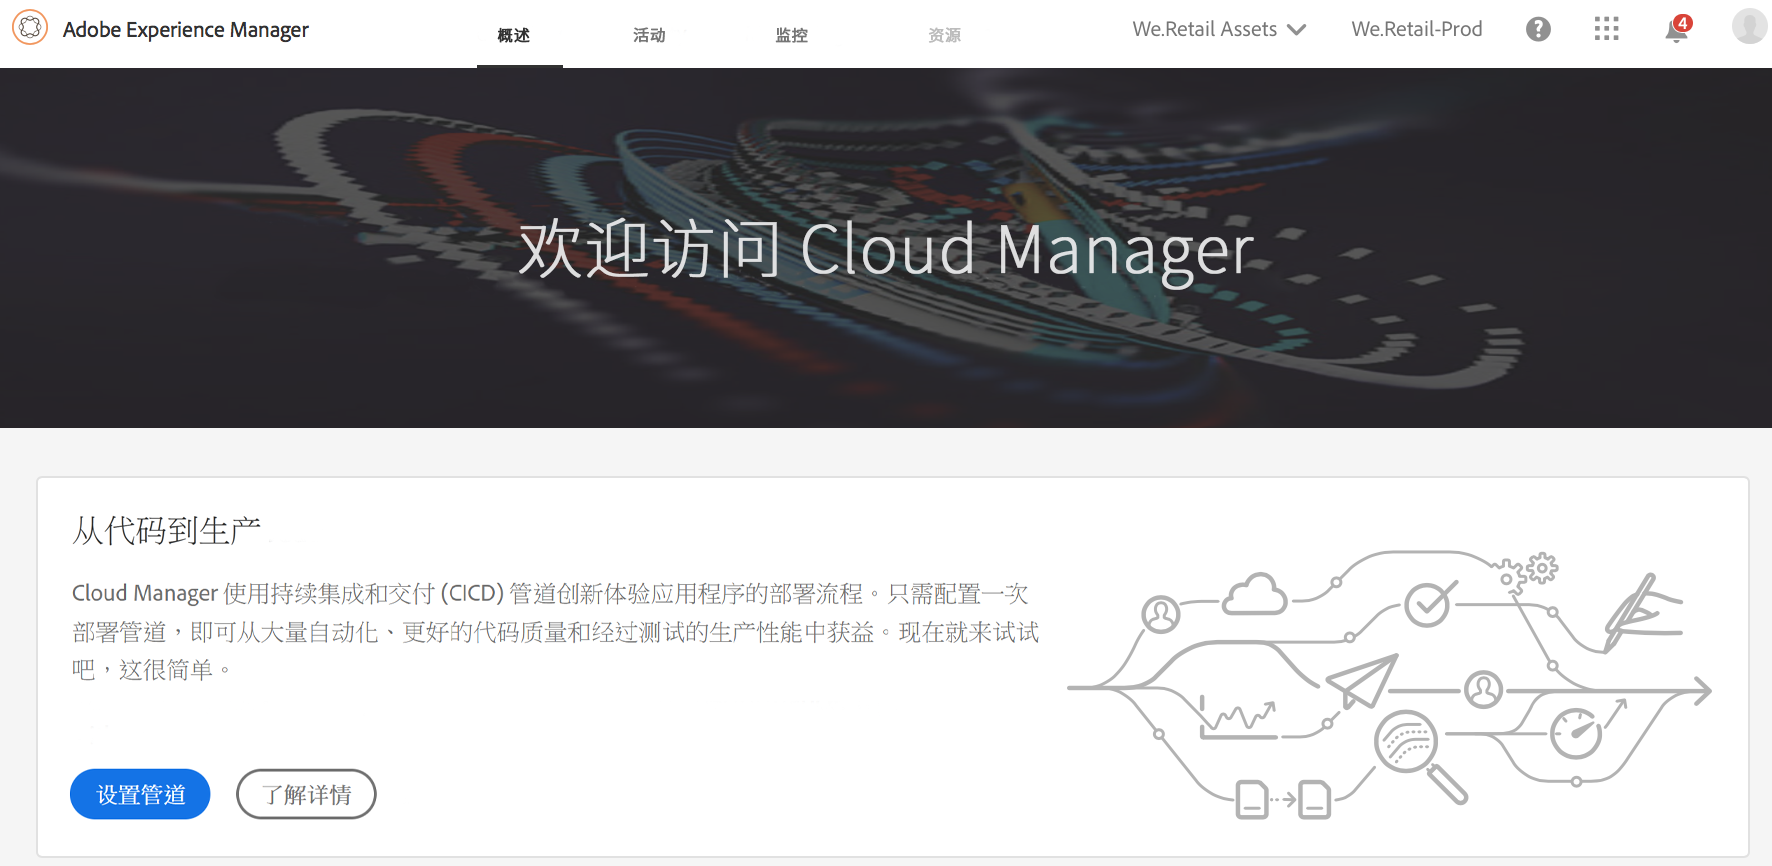 Adobe Experience Manager
概述
活动
监控
资源
We.Retail Assets
We.Retail-Prod
?
4
欢迎访问 Cloud Manager
从代码到生产
Cloud Manager 使用持续集成和交付 (CICD) 管道创新体验应用程序的部署流程。只需配置一次
部署管道，即可从大量自动化、更好的代码质量和经过测试的生产性能中获益。现在就来试试
吧，这很简单。
设置管道
了解详情